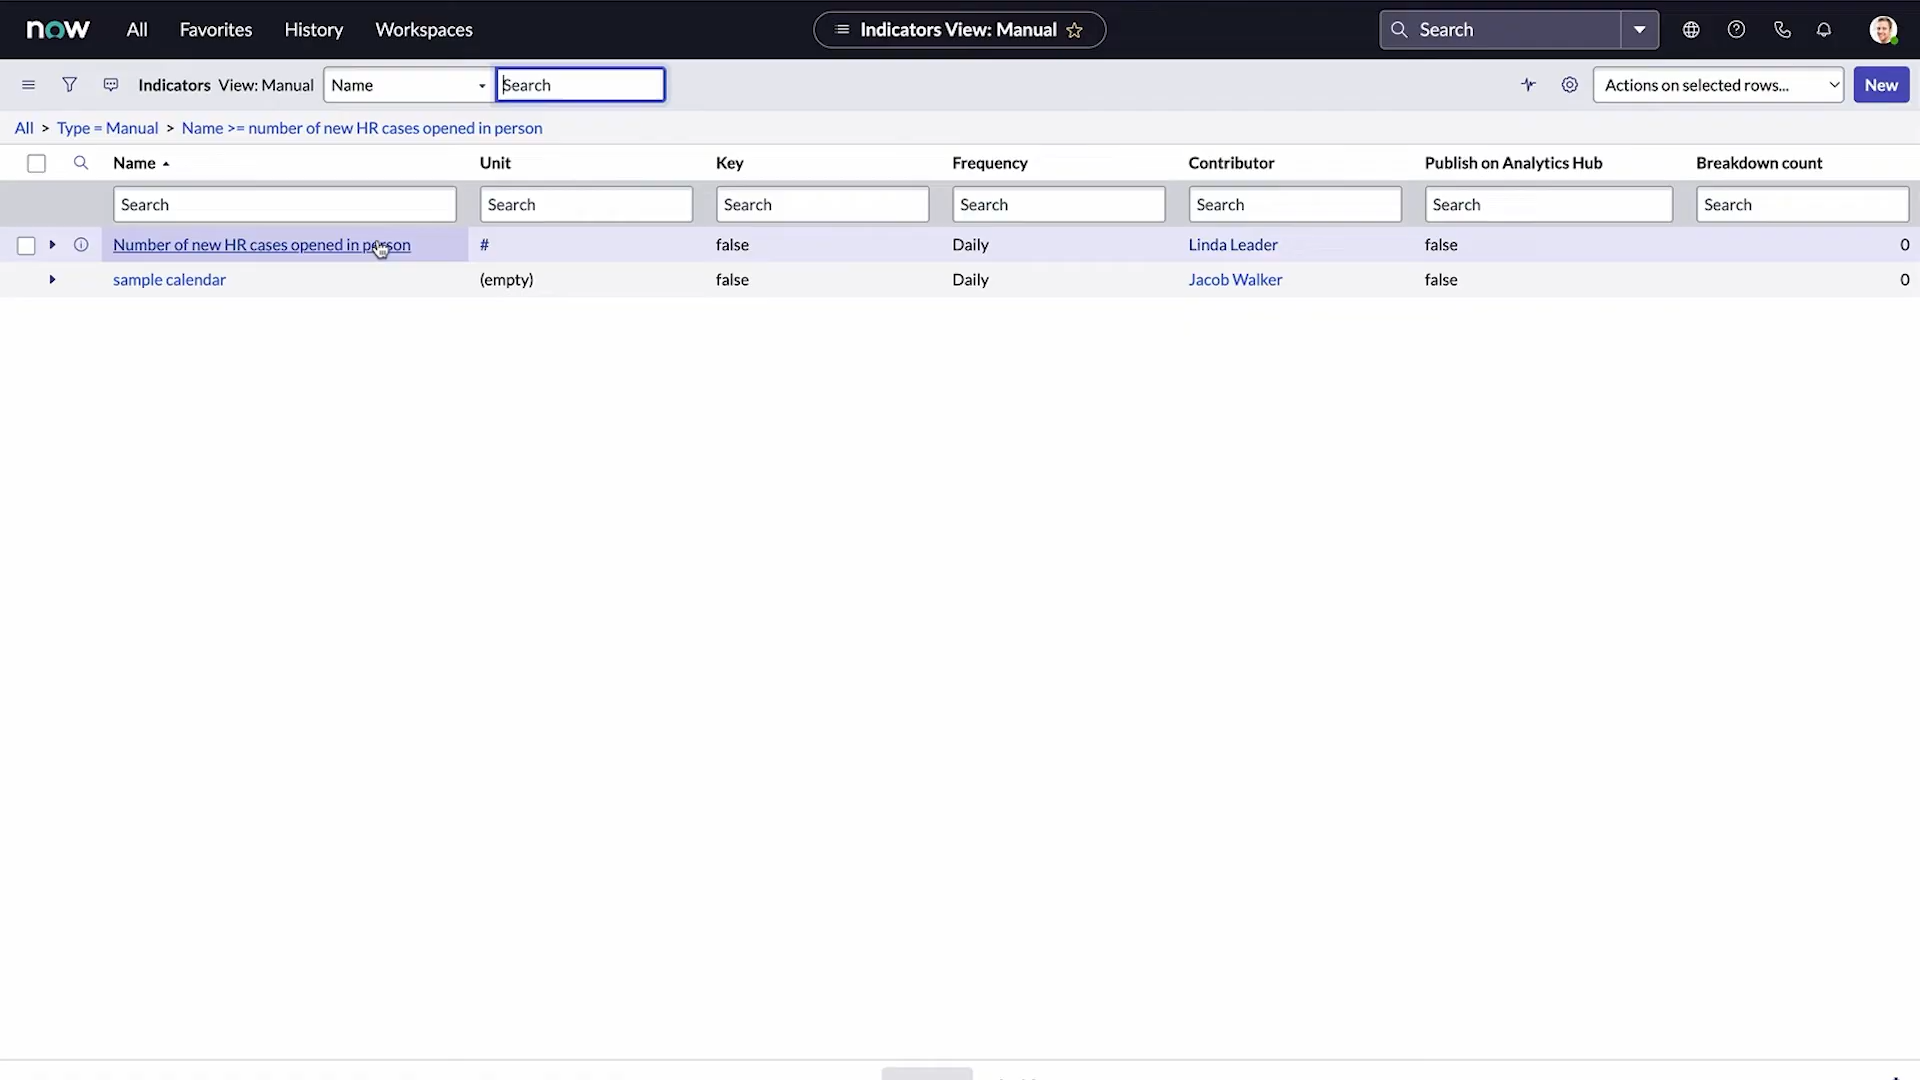 now All Favorites History Workspaces Indicators View: Manual Search
Indicators View: Manual Name Search Actions on selected rows... New
All > Type = Manual > Name >= number of new HR cases opened in person
Name Unit Key Frequency Contributor Publish on Analytics Hub Breakdown count
Search Search Search Search Search Search Search
Number of new HR cases opened in person # false Daily Linda Leader false 0
sample calendar (empty) false Daily Jacob Walker false 0